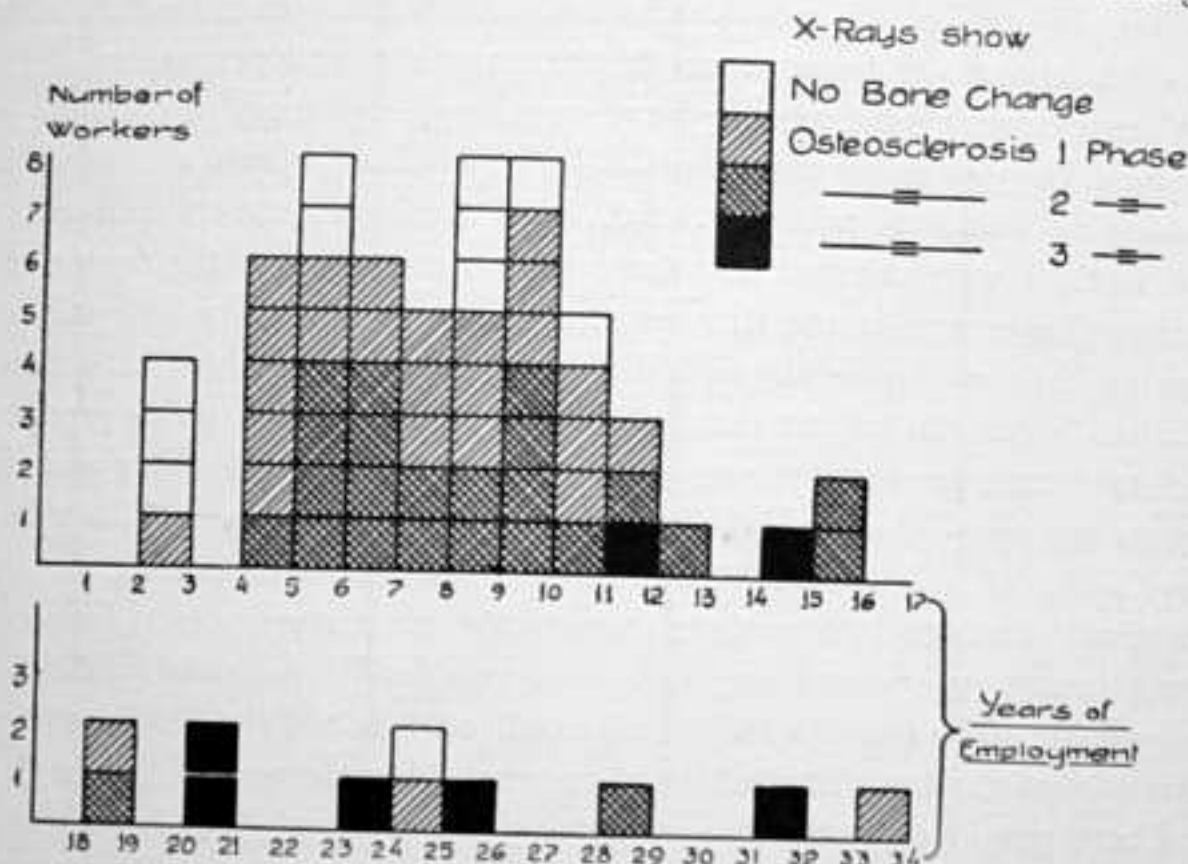 X-Rays show
No Bone Change
Osteosclerosis 1 Phase
—〃— 2 —〃—
—〃— 3 —〃—
Number of
Workers
8
7
6
5
4
3
2
1
1 2 3 4 5 6 7 8 9 10 11 12 13 14 15 16 17
3
2
1
18 19 20 21 22 23 24 25 26 27 28 29 30 31 32 33 34
Years of
Employment